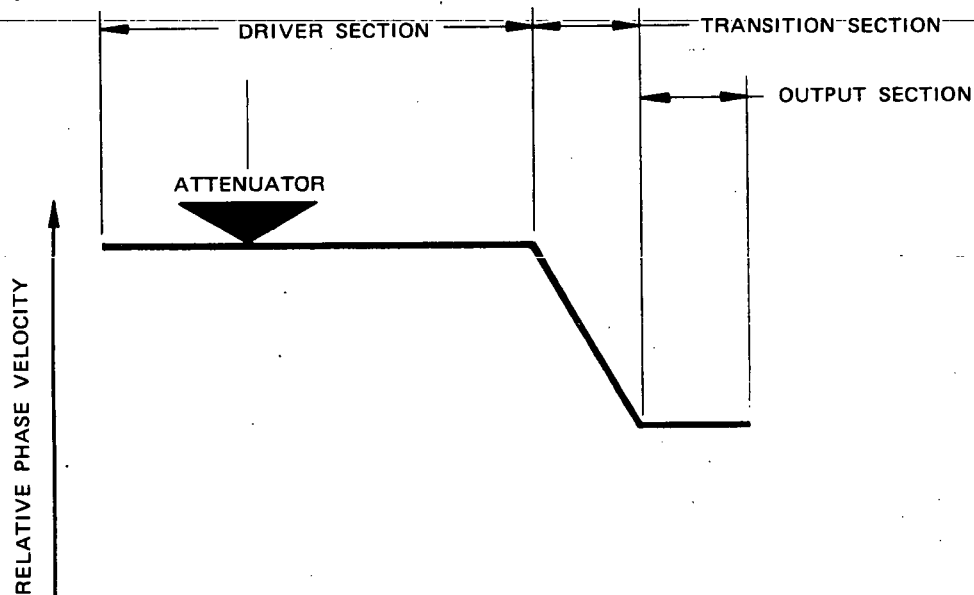 DRIVER SECTION
TRANSITION SECTION
OUTPUT SECTION
ATTENUATOR
RELATIVE PHASE VELOCITY